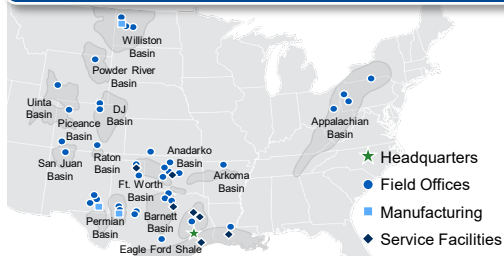 Williston
Basin
Powder River
Basin
Uinta
Basin
Piceance
Basin
DJ
Basin
Appalachian
Basin
San Juan
Basin
Raton
Basin
Anadarko
Basin
Arkoma
Basin
Ft. Worth
Basin
Permian
Basin
Barnett
Basin
Eagle Ford Shale
Headquarters
Field Offices
Manufacturing
Service Facilities